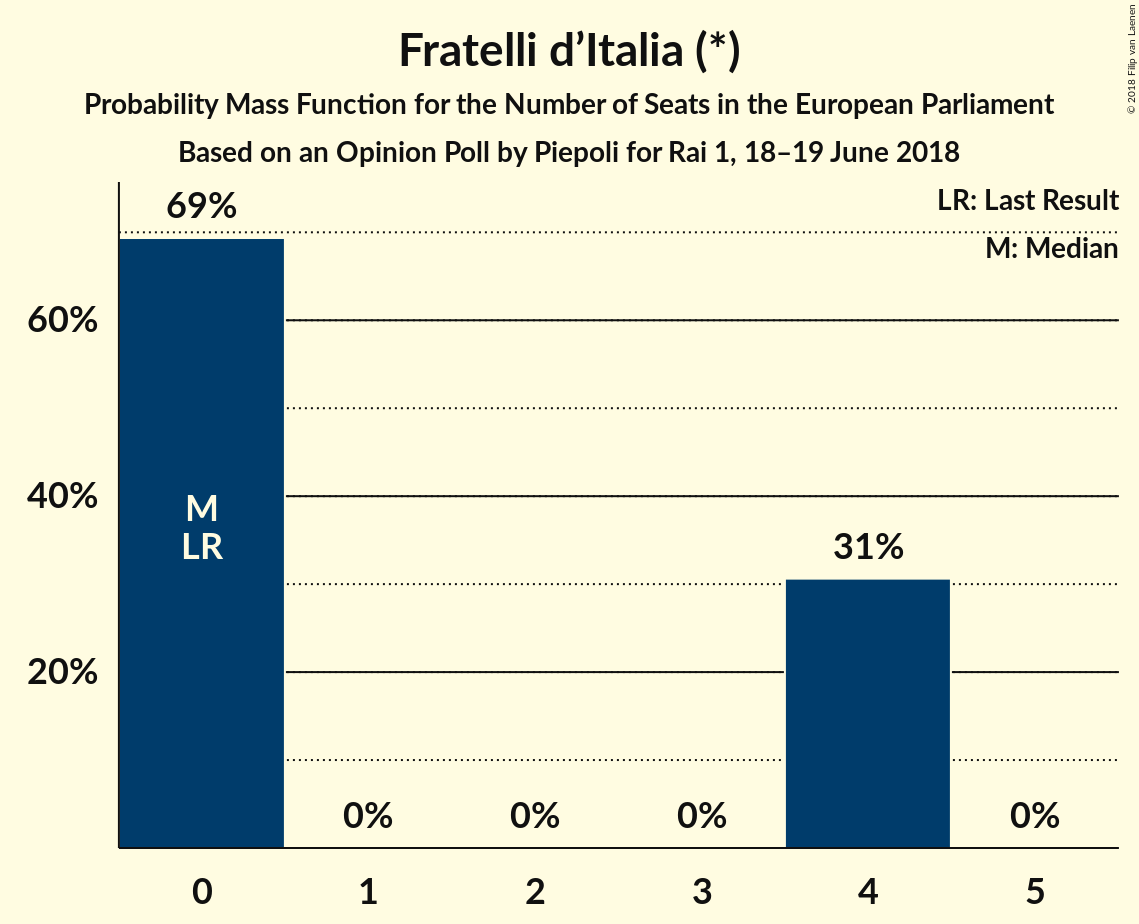 Fratelli d’Italia (*)
Probability Mass Function for the Number of Seats in the European Parliament
Based on an Opinion Poll by Piepoli for Rai 1, 18–19 June 2018
© 2018 Filip van Laenen
LR: Last Result
M: Median
69%
60%
40%
20%
M
LR
0%
0%
0%
31%
0%
0
1
2
3
4
5